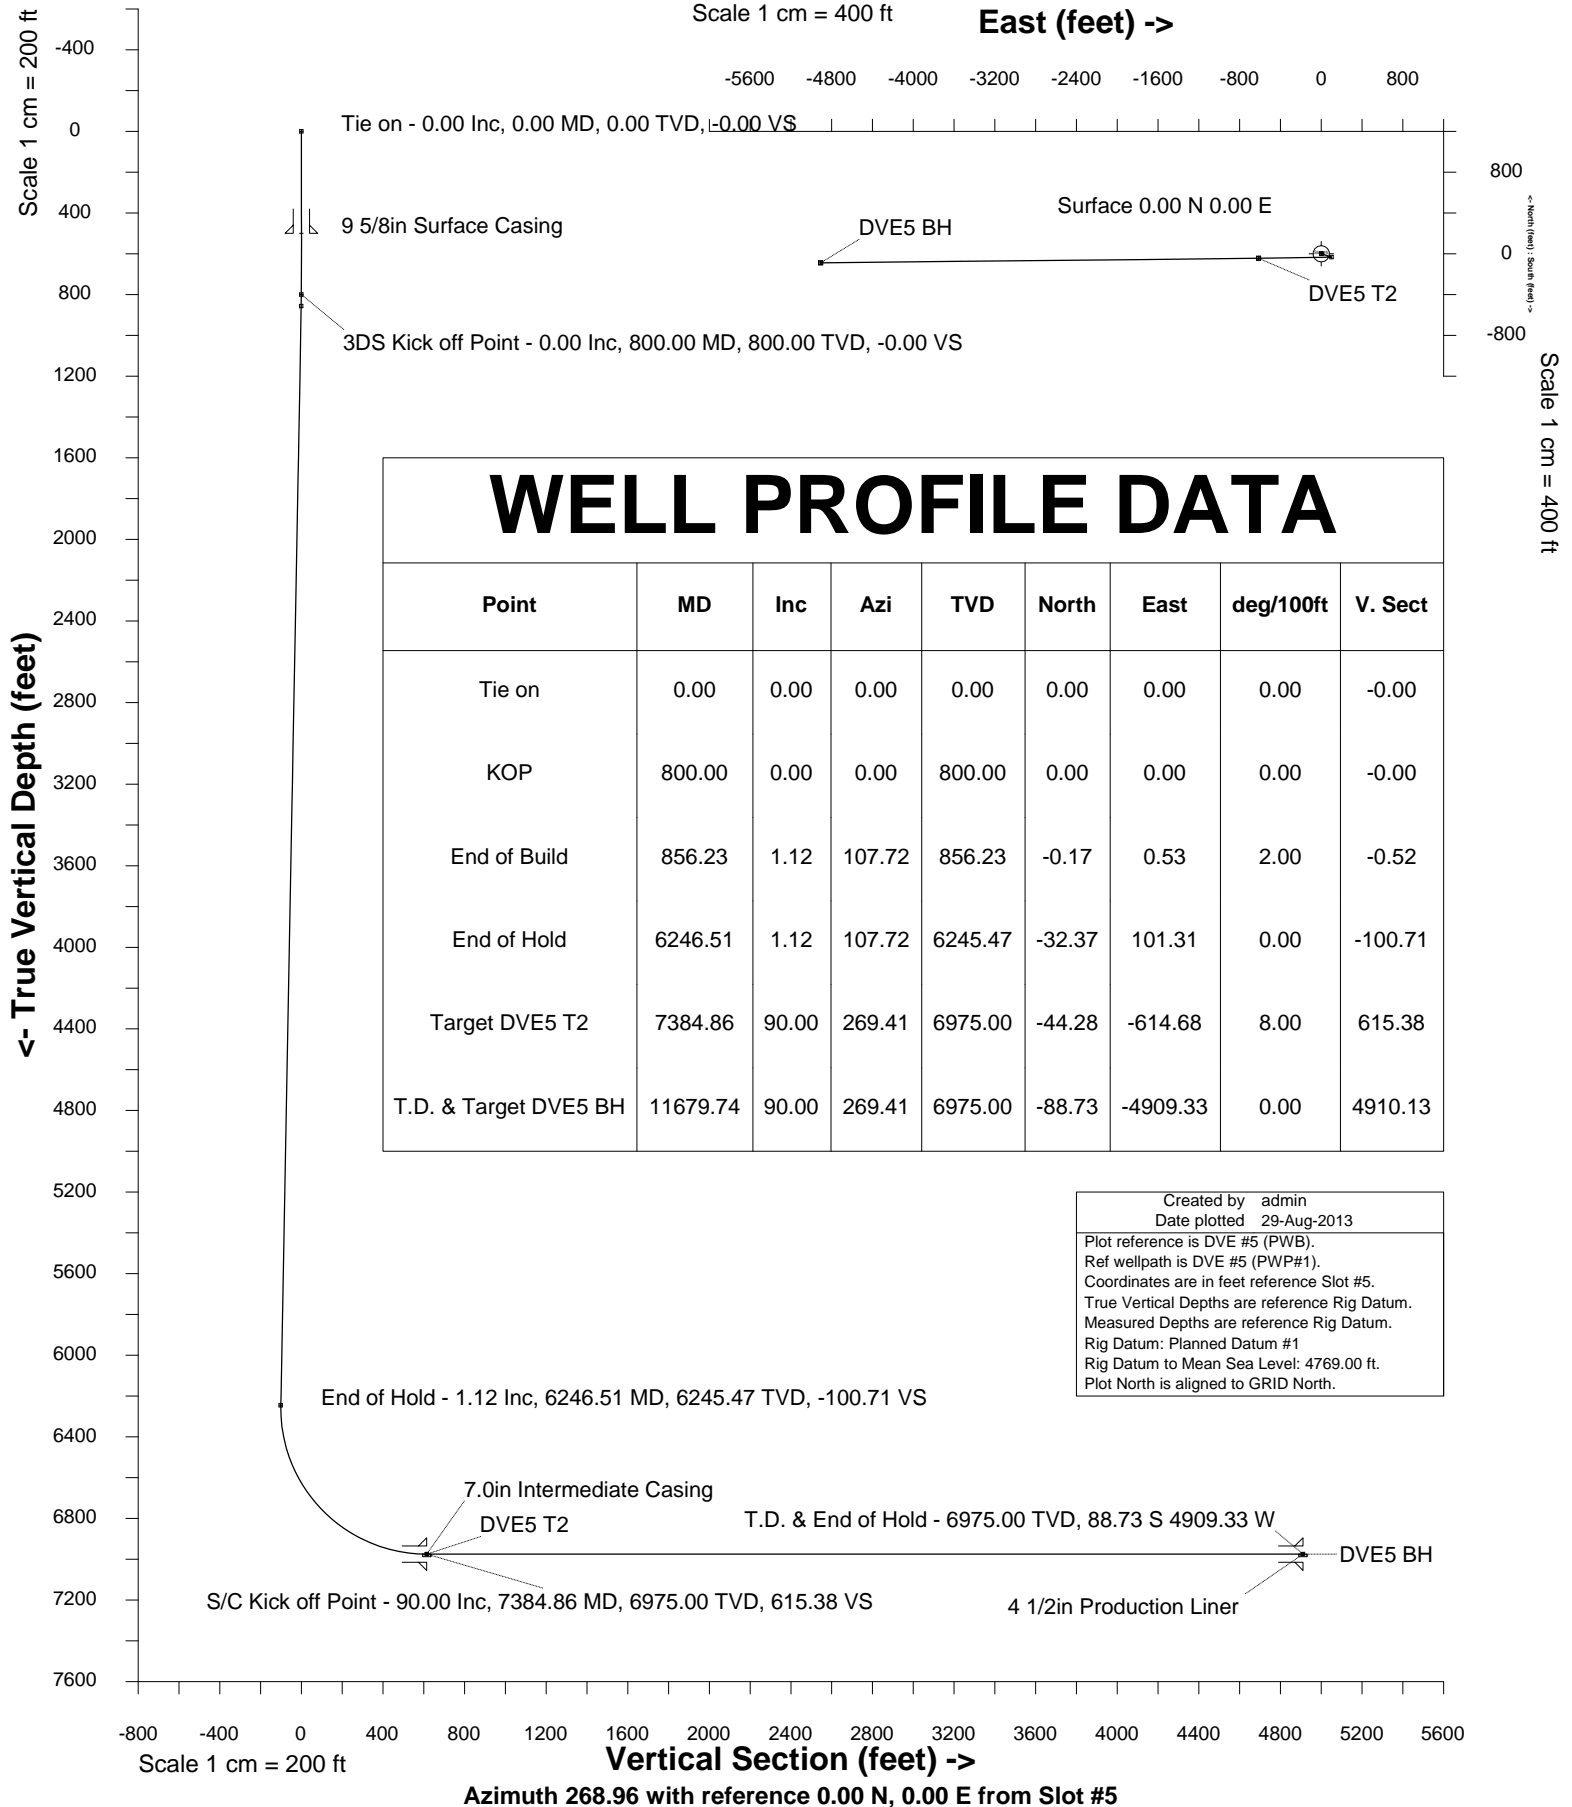 Scale 1 cm = 400 ft
East (feet) ->
-5600 -4800 -4000 -3200 -2400 -1600 -800 0 800
Scale 1 cm = 200 ft
-400
0
400
800
1200
1600
2000
2400
2800
3200
3600
4000
4400
4800
5200
5600
6000
6400
6800
7200
7600
<- True Vertical Depth (feet)
Tie on - 0.00 Inc, 0.00 MD, 0.00 TVD, -0.00 VS
9 5/8in Surface Casing
3DS Kick off Point - 0.00 Inc, 800.00 MD, 800.00 TVD, -0.00 VS
Surface 0.00 N 0.00 E
DVE5 BH
DVE5 T2
800
0
-800
<- North (feet) : South (feet) ->
Scale 1 cm = 400 ft
WELL PROFILE DATA
Point MD Inc Azi TVD North East deg/100ft V. Sect
Tie on 0.00 0.00 0.00 0.00 0.00 0.00 0.00 -0.00
KOP 800.00 0.00 0.00 800.00 0.00 0.00 0.00 -0.00
End of Build 856.23 1.12 107.72 856.23 -0.17 0.53 2.00 -0.52
End of Hold 6246.51 1.12 107.72 6245.47 -32.37 101.31 0.00 -100.71
Target DVE5 T2 7384.86 90.00 269.41 6975.00 -44.28 -614.68 8.00 615.38
T.D. & Target DVE5 BH 11679.74 90.00 269.41 6975.00 -88.73 -4909.33 0.00 4910.13
Created by admin
Date plotted 29-Aug-2013
Plot reference is DVE #5 (PWB).
Ref wellpath is DVE #5 (PWP#1).
Coordinates are in feet reference Slot #5.
True Vertical Depths are reference Rig Datum.
Measured Depths are reference Rig Datum.
Rig Datum: Planned Datum #1
Rig Datum to Mean Sea Level: 4769.00 ft.
Plot North is aligned to GRID North.
End of Hold - 1.12 Inc, 6246.51 MD, 6245.47 TVD, -100.71 VS
7.0in Intermediate Casing
DVE5 T2
T.D. & End of Hold - 6975.00 TVD, 88.73 S 4909.33 W
DVE5 BH
S/C Kick off Point - 90.00 Inc, 7384.86 MD, 6975.00 TVD, 615.38 VS
4 1/2in Production Liner
-800 -400 0 400 800 1200 1600 2000 2400 2800 3200 3600 4000 4400 4800 5200 5600
Scale 1 cm = 200 ft
Vertical Section (feet) ->
Azimuth 268.96 with reference 0.00 N, 0.00 E from Slot #5